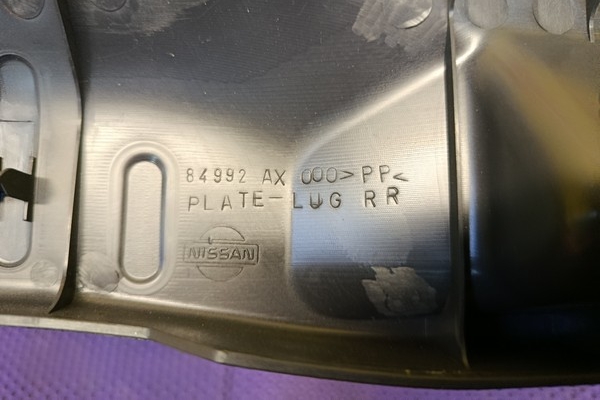 84992 AX 000>PP<
PLATE-LUG RR
NISSAN